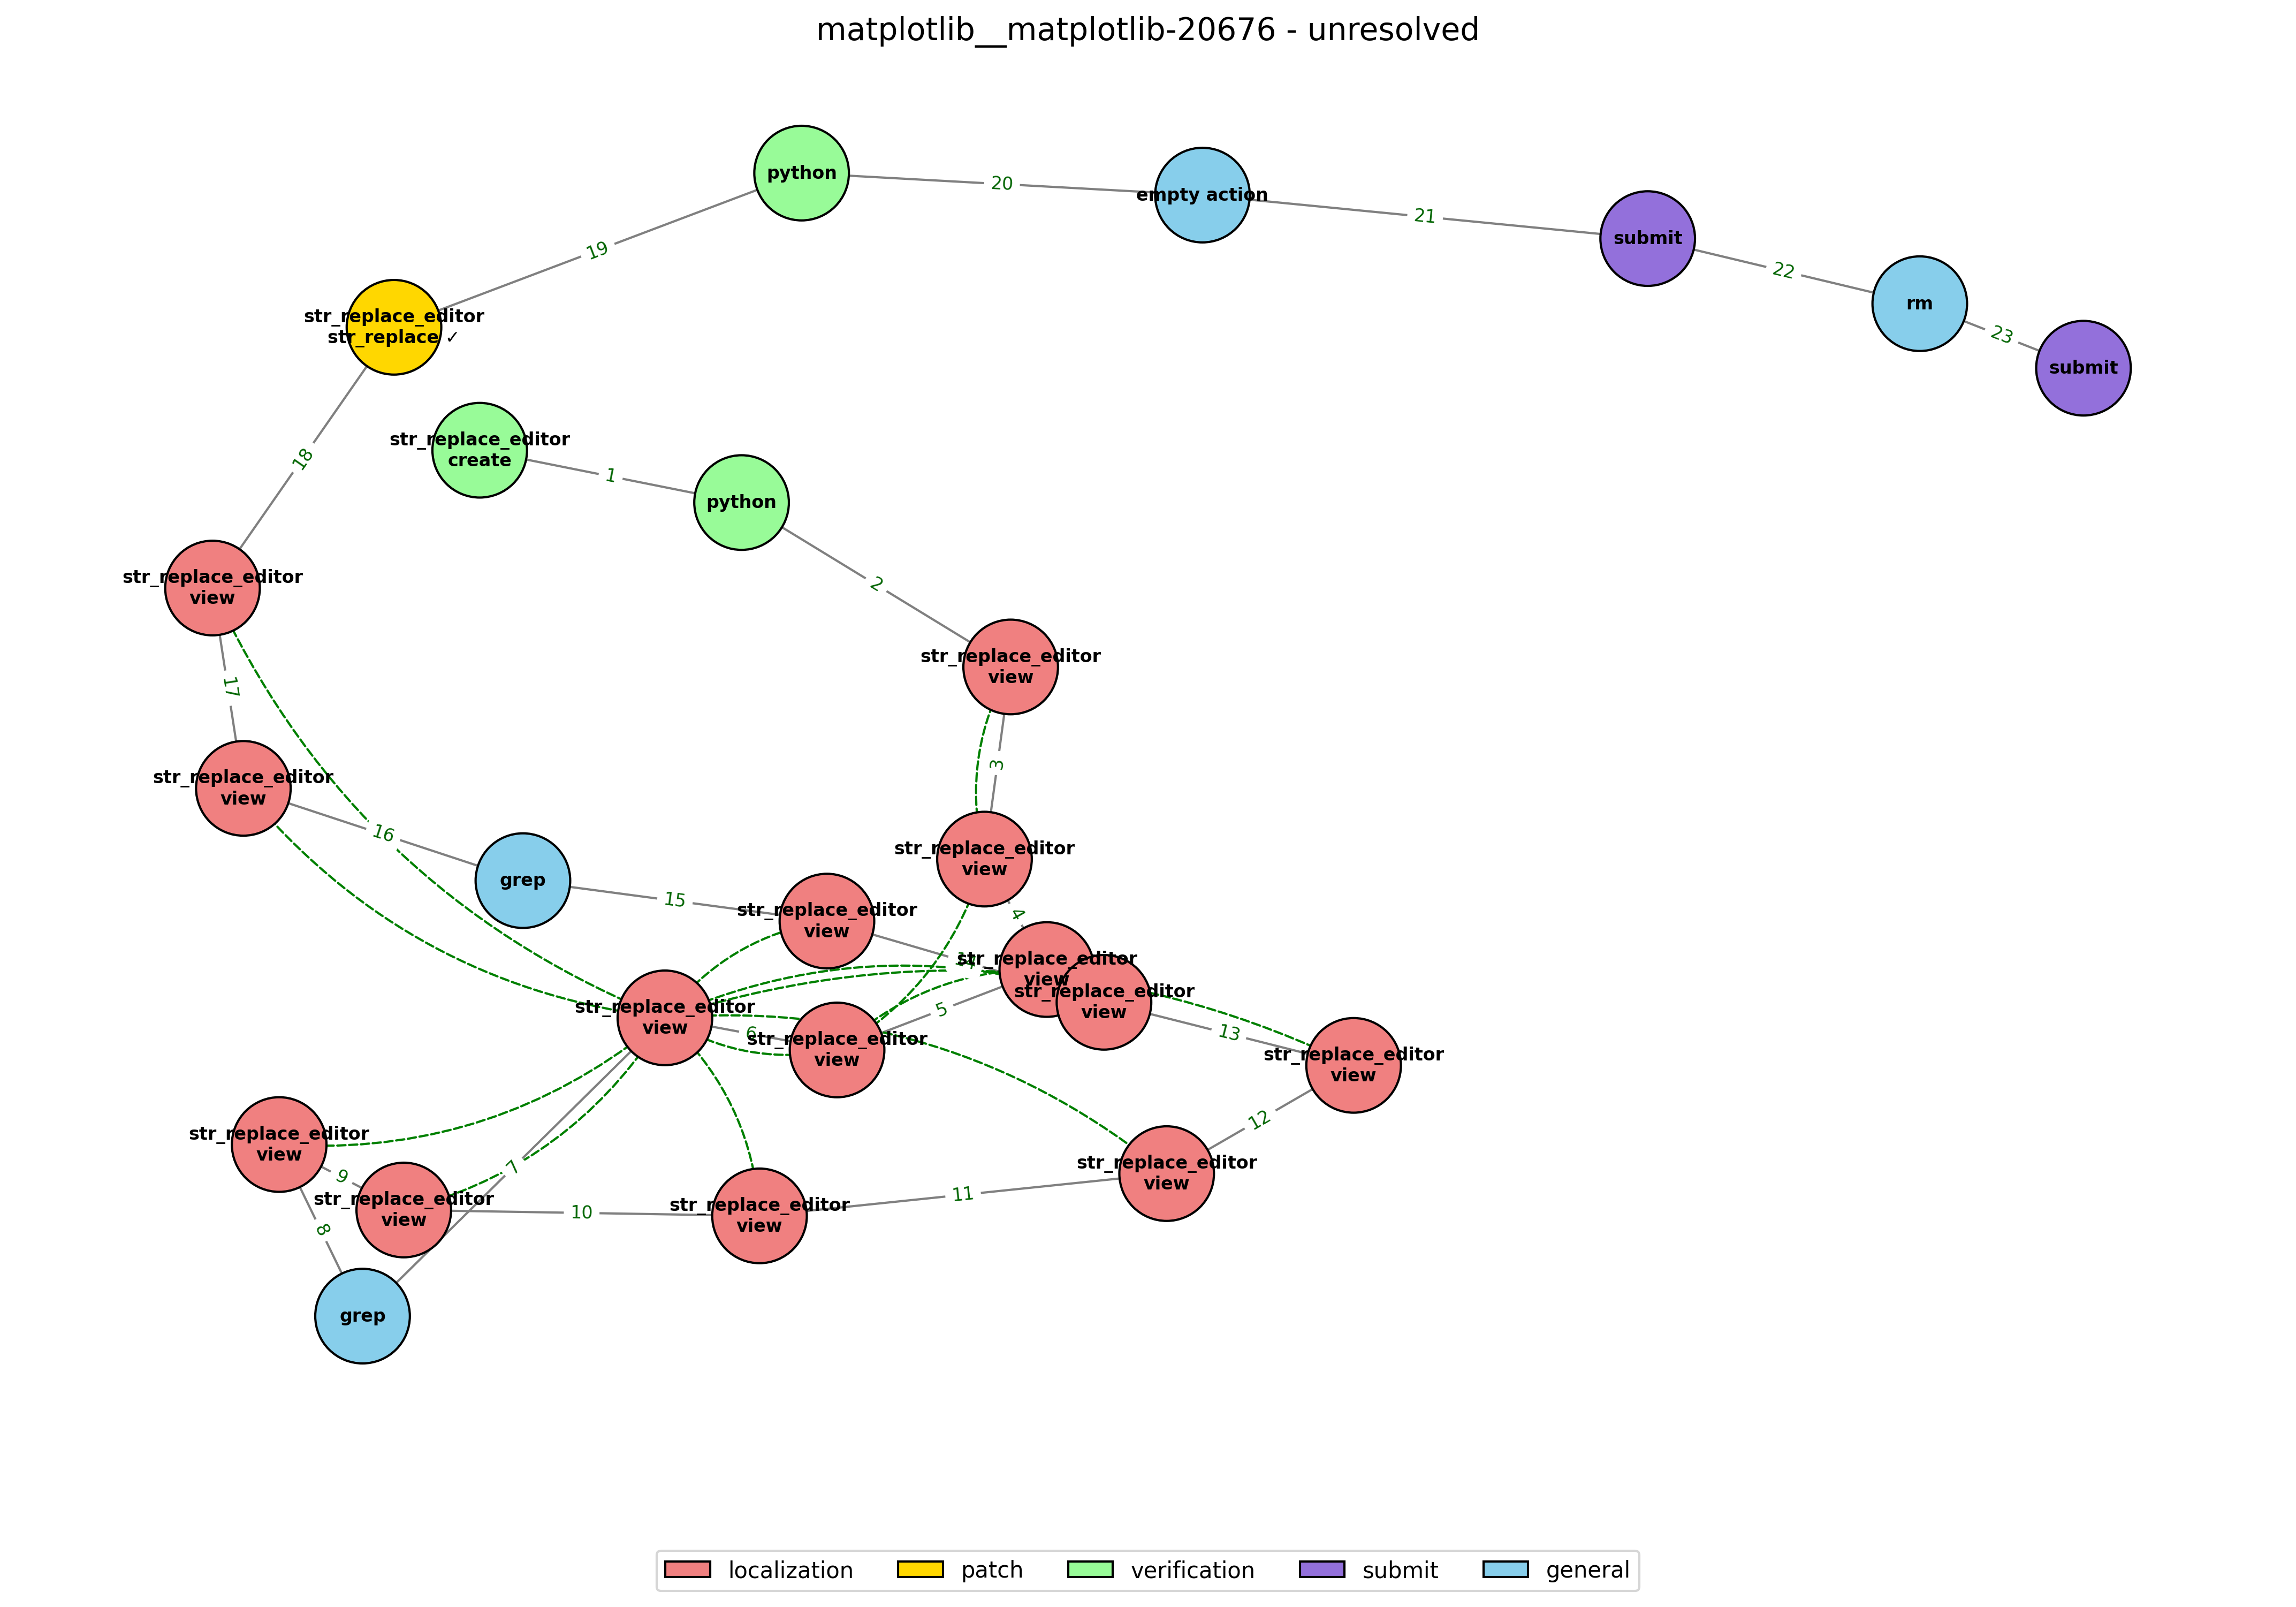 matplotlib__matplotlib-20676 - unresolved
python
20
empty action
21
submit
22
rm
23
submit
19
str_replace_editor
str_replace ✓
18
str_replace_editor
create
1
python
2
str_replace_editor
view
17
str_replace_editor
view
3
str_replace_editor
view
16
grep
15
str_replace_editor
view
str_replace_editor
view
4
str_replace_editor
view
str_replace_editor
view
13
str_replace_editor
view
str_replace_editor
view
6
5
str_replace_editor
view
12
str_replace_editor
view
9
8
7
str_replace_editor
view
10
str_replace_editor
view
11
str_replace_editor
view
grep
localization
patch
verification
submit
general